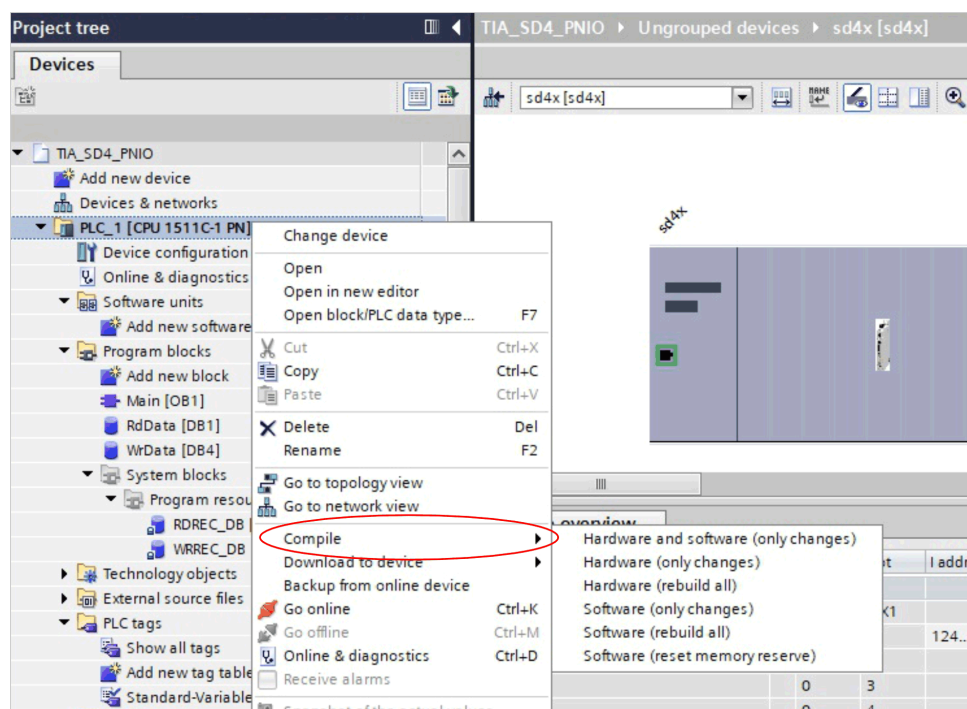 Project tree
TIA_SD4_PNIO Ungrouped devices sd4x [sd4x]
Devices
sd4x [sd4x]
NAME
TIA_SD4_PNIO
Add new device
Devices & networks
PLC_1 [CPU 1511C-1 PN]
Device configuration
Online & diagnostics
Software units
Add new software
Program blocks
Add new block
Main [OB1]
RdData [DB1]
WrData [DB4]
System blocks
Program resou
RDREC_DB [
WRREC_DB
Technology objects
External source files
PLC tags
Show all tags
Add new tag table
Standard-Variable
Change device
Open
Open in new editor
Open block/PLC data type... F7
Cut Ctrl+X
Copy Ctrl+C
Paste Ctrl+V
Delete Del
Rename F2
Go to topology view
Go to network view
Compile
Download to device
Backup from online device
Go online Ctrl+K
Go offline Ctrl+M
Online & diagnostics Ctrl+D
Receive alarms
Hardware and software (only changes)
Hardware (only changes)
Hardware (rebuild all)
Software (only changes)
Software (rebuild all)
Software (reset memory reserve)
sd4x
overview
I addr
X1
124...
0 3